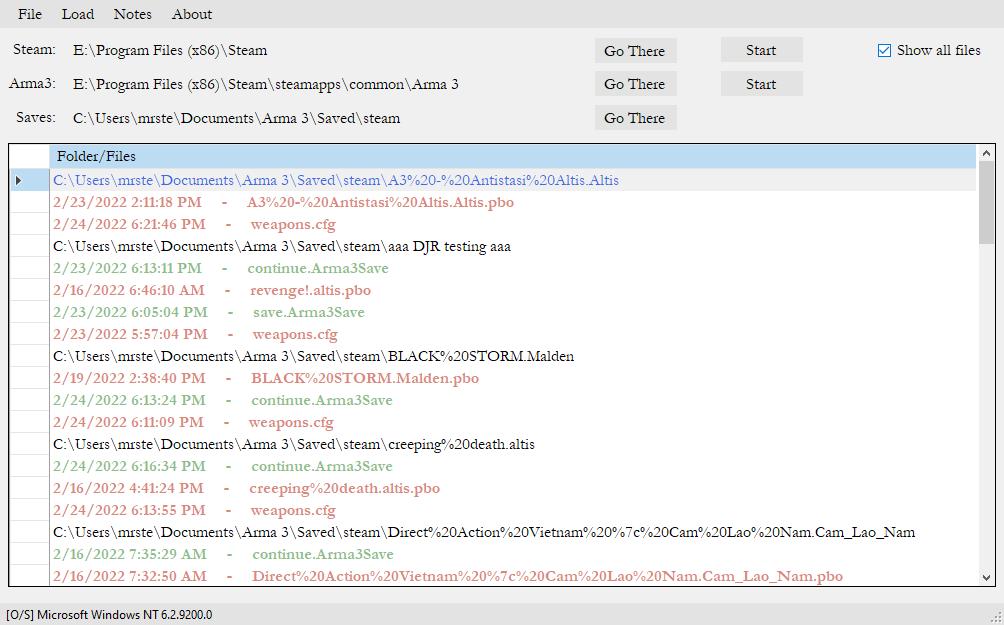 File Load Notes About
Steam: E:\Program Files (x86)\Steam Go There Start Show all files
Arma3: E:\Program Files (x86)\Steam\steamapps\common\Arma 3 Go There Start
Saves: C:\Users\mrste\Documents\Arma 3\Saved\steam Go There
Folder/Files
C:\Users\mrste\Documents\Arma 3\Saved\steam\A3%20-%20Antistasi%20Altis.Altis
2/23/2022 2:11:18 PM - A3%20-%20Antistasi%20Altis.Altis.pbo
2/24/2022 6:21:46 PM - weapons.cfg
C:\Users\mrste\Documents\Arma 3\Saved\steam\aaa DJR testing aaa
2/23/2022 6:13:11 PM - continue.Arma3Save
2/16/2022 6:46:10 AM - revenge!.altis.pbo
2/23/2022 6:05:04 PM - save.Arma3Save
2/23/2022 5:57:04 PM - weapons.cfg
C:\Users\mrste\Documents\Arma 3\Saved\steam\BLACK%20STORM.Malden
2/19/2022 2:38:40 PM - BLACK%20STORM.Malden.pbo
2/24/2022 6:13:24 PM - continue.Arma3Save
2/24/2022 6:11:09 PM - weapons.cfg
C:\Users\mrste\Documents\Arma 3\Saved\steam\creeping%20death.altis
2/24/2022 6:16:34 PM - continue.Arma3Save
2/16/2022 4:41:24 PM - creeping%20death.altis.pbo
2/24/2022 6:13:55 PM - weapons.cfg
C:\Users\mrste\Documents\Arma 3\Saved\steam\Direct%20Action%20Vietnam%20%7c%20Cam%20Lao%20Nam.Cam_Lao_Nam
2/16/2022 7:35:29 AM - continue.Arma3Save
2/16/2022 7:32:50 AM - Direct%20Action%20Vietnam%20%7c%20Cam%20Lao%20Nam.Cam_Lao_Nam.pbo
[O/S] Microsoft Windows NT 6.2.9200.0